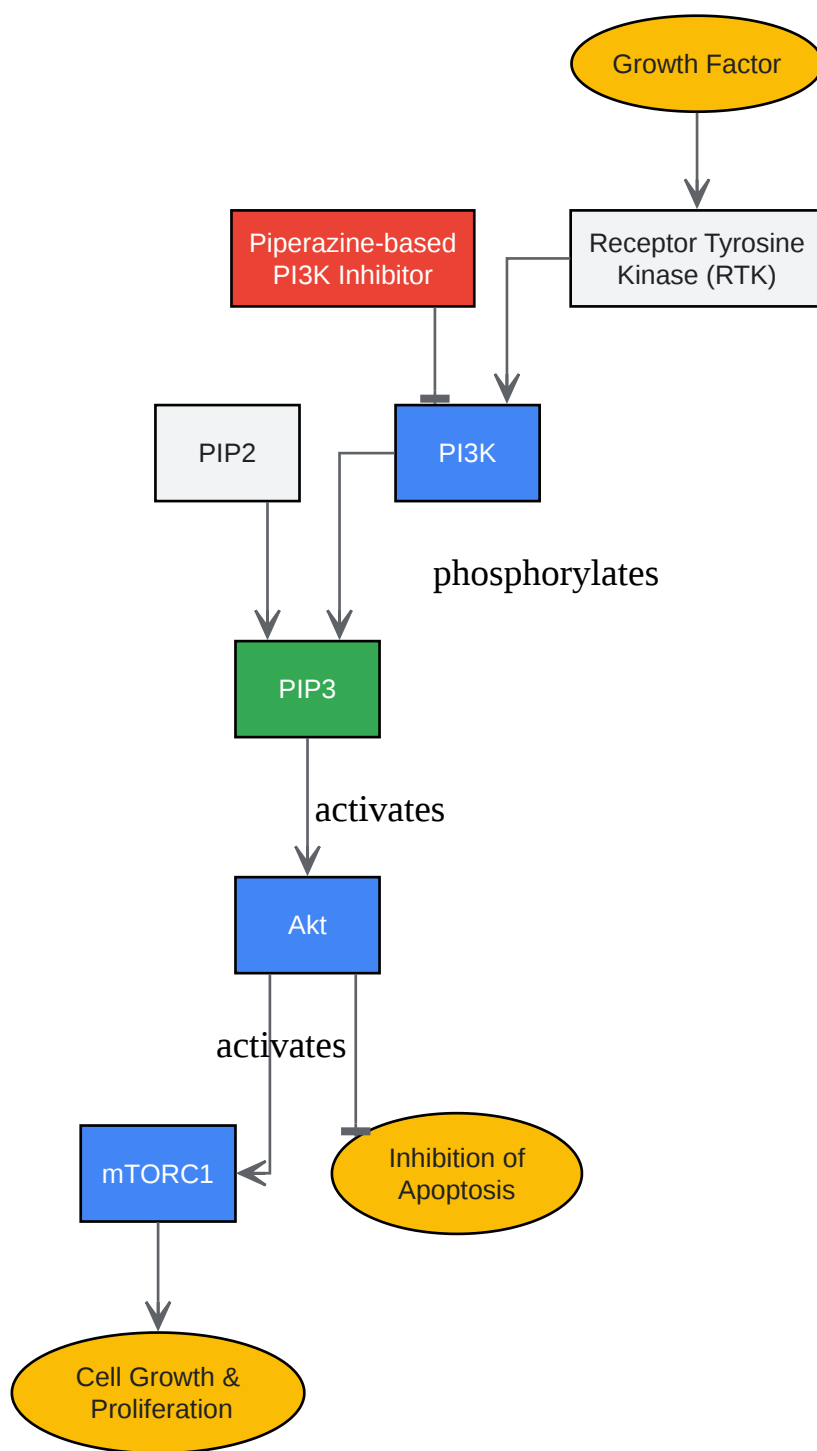 Growth Factor
Piperazine-based
PI3K Inhibitor
Receptor Tyrosine
Kinase (RTK)
PIP2
PI3K
phosphorylates
PIP3
activates
Akt
activates
mTORC1
Inhibition of
Apoptosis
Cell Growth &
Proliferation